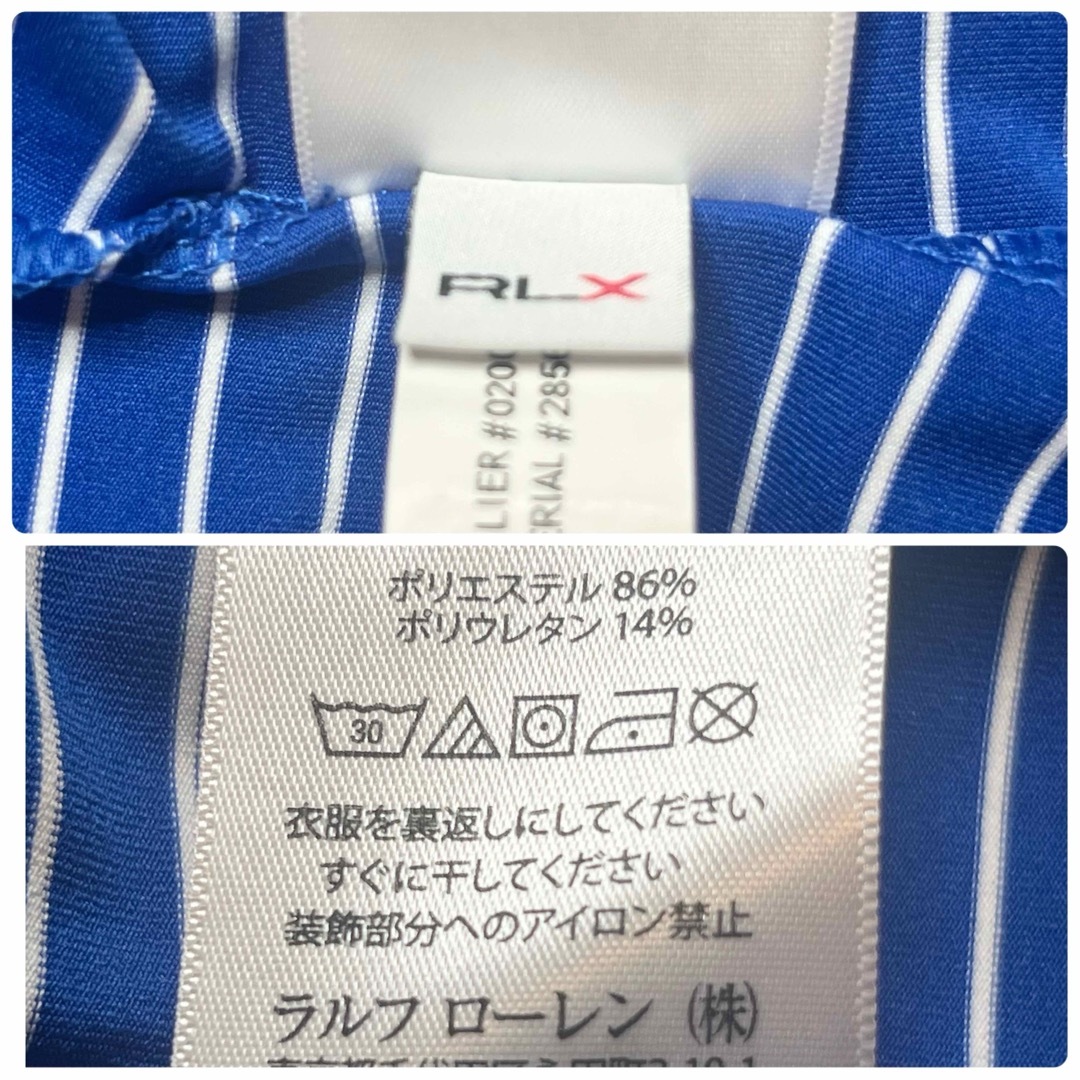 RLX
LIER #020
ERIAL #285
ポリエステル 86%
ポリウレタン 14%
30
衣服を裏返しにしてください
すぐに干してください
装飾部分へのアイロン禁止
ラルフ ローレン (株)